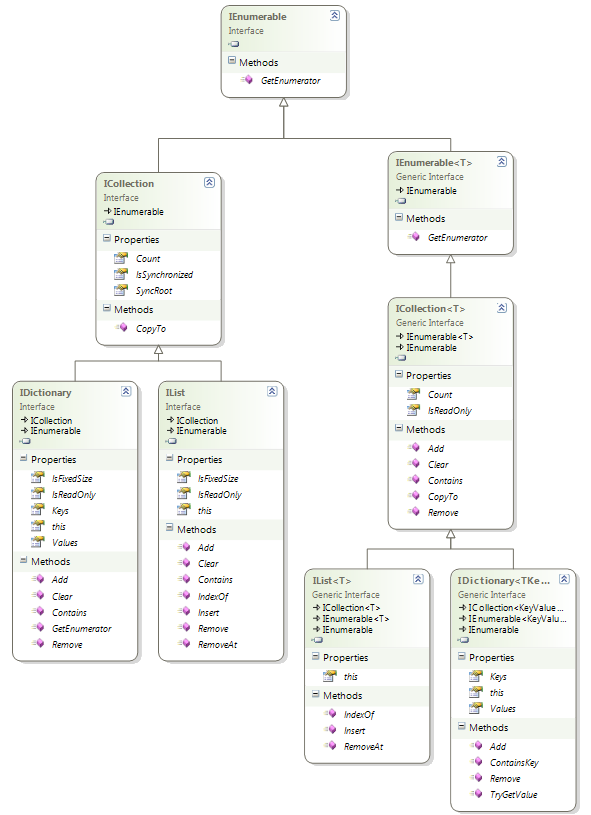 IEnumerable
Interface
Methods
GetEnumerator
ICollection
Interface
IEnumerable
Properties
Count
IsSynchronized
SyncRoot
Methods
CopyTo
IEnumerable<T>
Generic Interface
IEnumerable
Methods
GetEnumerator
ICollection<T>
Generic Interface
IEnumerable<T>
IEnumerable
Properties
Count
IsReadOnly
Methods
Add
Clear
Contains
CopyTo
Remove
IDictionary
Interface
ICollection
IEnumerable
Properties
IsFixedSize
IsReadOnly
Keys
this
Values
Methods
Add
Clear
Contains
GetEnumerator
Remove
IList
Interface
ICollection
IEnumerable
Properties
IsFixedSize
IsReadOnly
this
Methods
Add
Clear
Contains
IndexOf
Insert
Remove
RemoveAt
IList<T>
Generic Interface
ICollection<T>
IEnumerable<T>
IEnumerable
Properties
this
Methods
IndexOf
Insert
RemoveAt
IDictionary<TKe...
Generic Interface
ICollection<KeyValue...
IEnumerable<KeyValu...
IEnumerable
Properties
Keys
this
Values
Methods
Add
ContainsKey
Remove
TryGetValue